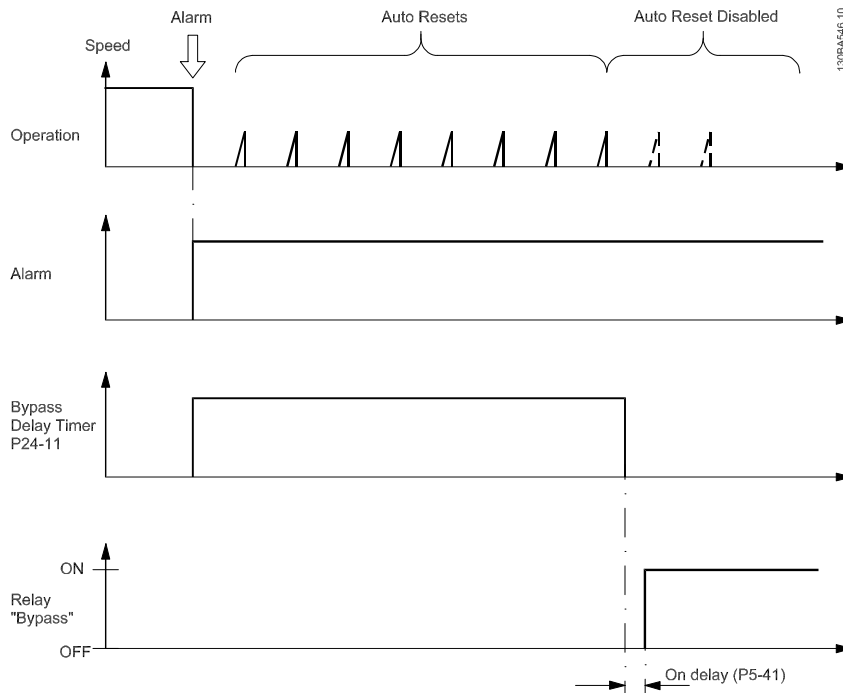 Alarm
Auto Resets
Auto Reset Disabled
130BA546.10
Speed
Operation
Alarm
Bypass
Delay Timer
P24-11
ON
Relay
"Bypass"
OFF
On delay (P5-41)